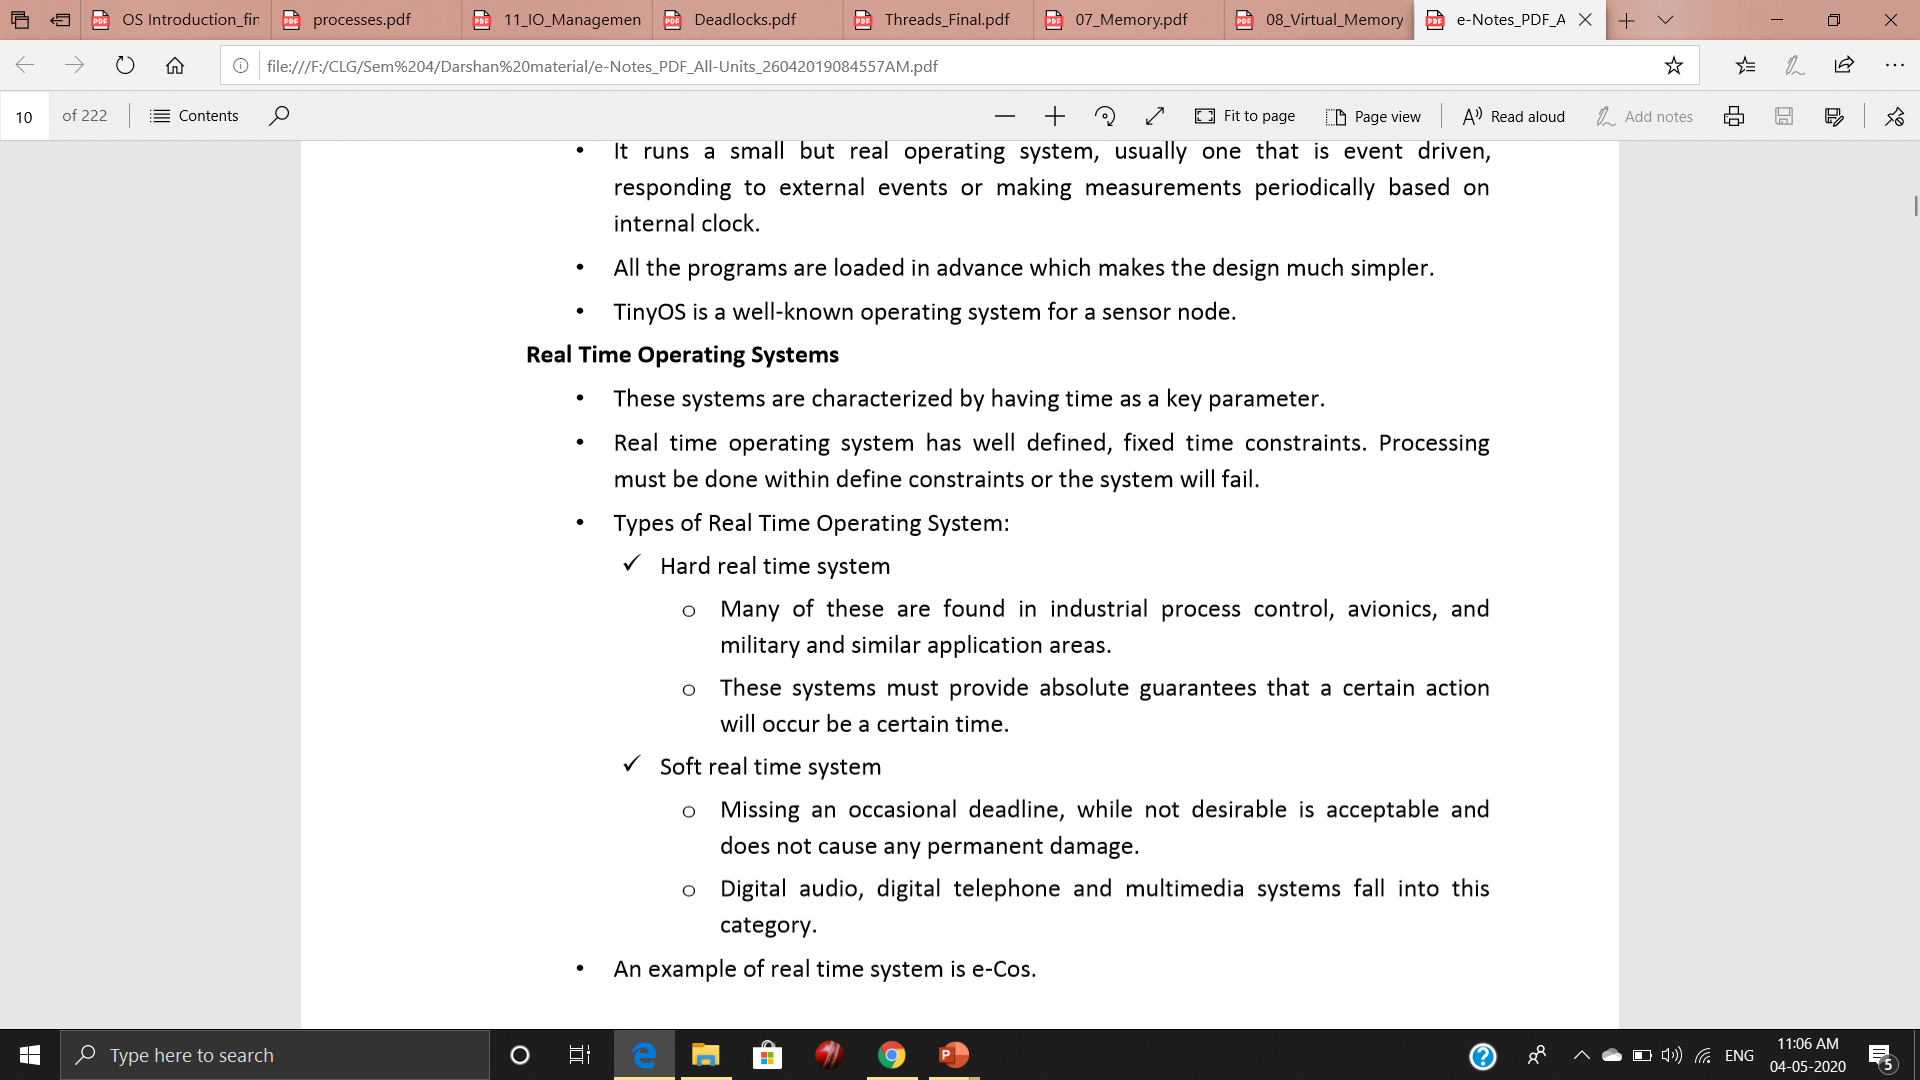 OS Introduction_fir
processes.pdf
11_IO_Managemen
Deadlocks.pdf
Threads_Final.pdf
07_Memory.pdf
08_Virtual_Memory
e-Notes_PDF_A
file:///F:/CLG/Sem%204/Darshan%20material/e-Notes_PDF_All-Units_26042019084557AM.pdf
10 of 222 Contents Fit to page Page view Read aloud Add notes
• It runs a small but real operating system, usually one that is event driven,
responding to external events or making measurements periodically based on
internal clock.
• All the programs are loaded in advance which makes the design much simpler.
• TinyOS is a well-known operating system for a sensor node.
Real Time Operating Systems
• These systems are characterized by having time as a key parameter.
• Real time operating system has well defined, fixed time constraints. Processing
must be done within define constraints or the system will fail.
• Types of Real Time Operating System:
✓ Hard real time system
o Many of these are found in industrial process control, avionics, and
military and similar application areas.
o These systems must provide absolute guarantees that a certain action
will occur be a certain time.
✓ Soft real time system
o Missing an occasional deadline, while not desirable is acceptable and
does not cause any permanent damage.
o Digital audio, digital telephone and multimedia systems fall into this
category.
• An example of real time system is e-Cos.
Type here to search
ENG
11:06 AM
04-05-2020
5